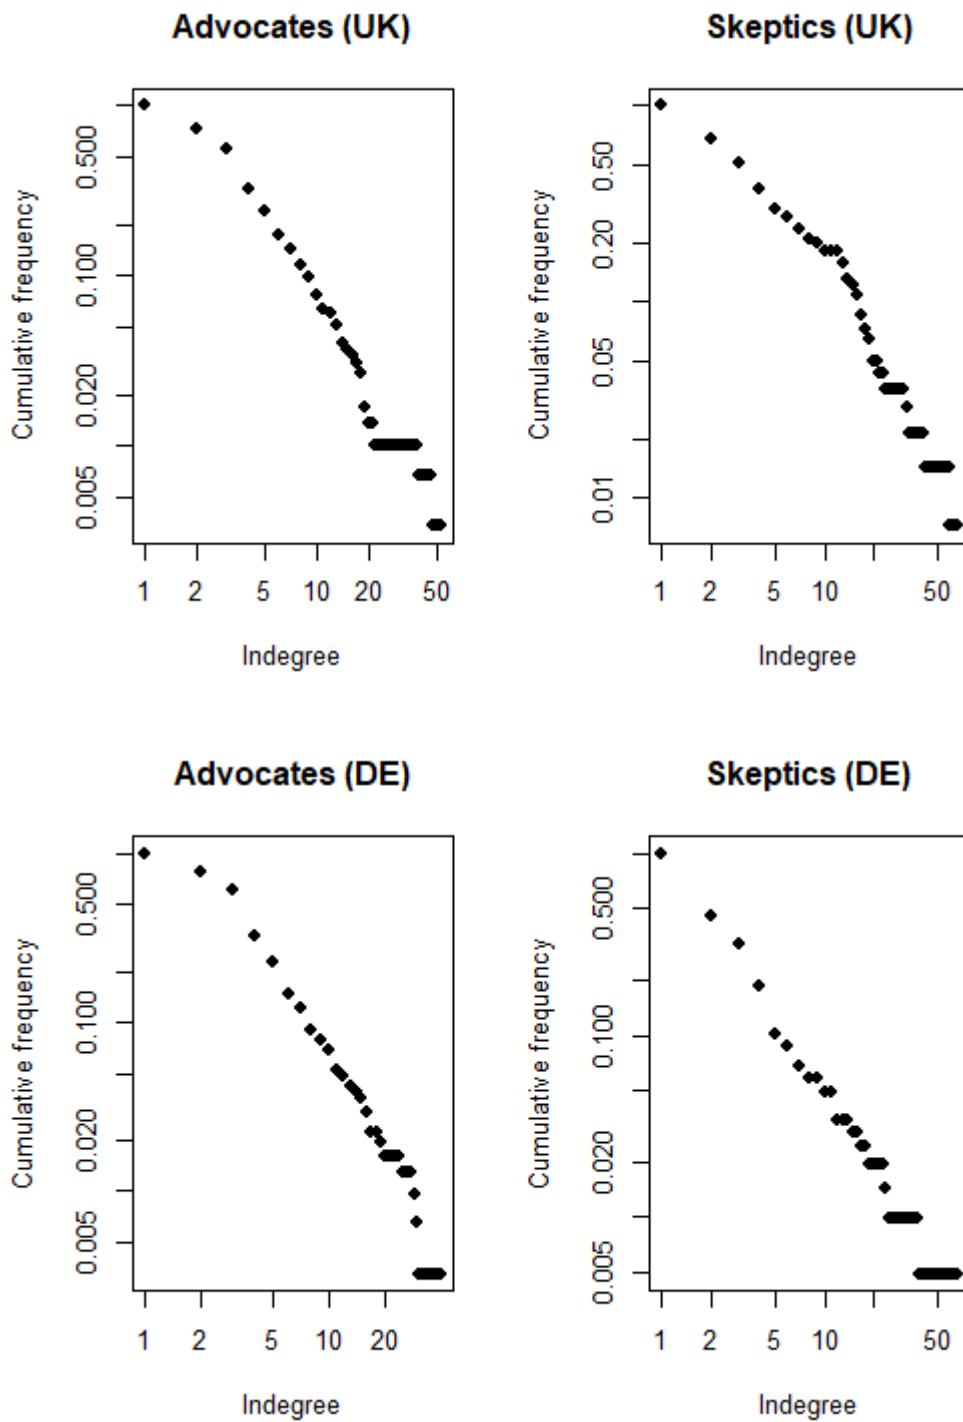 Advocates (UK)
Cumulative frequency
0.500
0.100
0.020
0.005
1 2 5 10 20 50
Indegree
Skeptics (UK)
Cumulative frequency
0.50
0.20
0.05
0.01
1 2 5 10 50
Indegree
Advocates (DE)
Cumulative frequency
0.500
0.100
0.020
0.005
1 2 5 10 20
Indegree
Skeptics (DE)
Cumulative frequency
0.500
0.100
0.020
0.005
1 2 5 10 50
Indegree